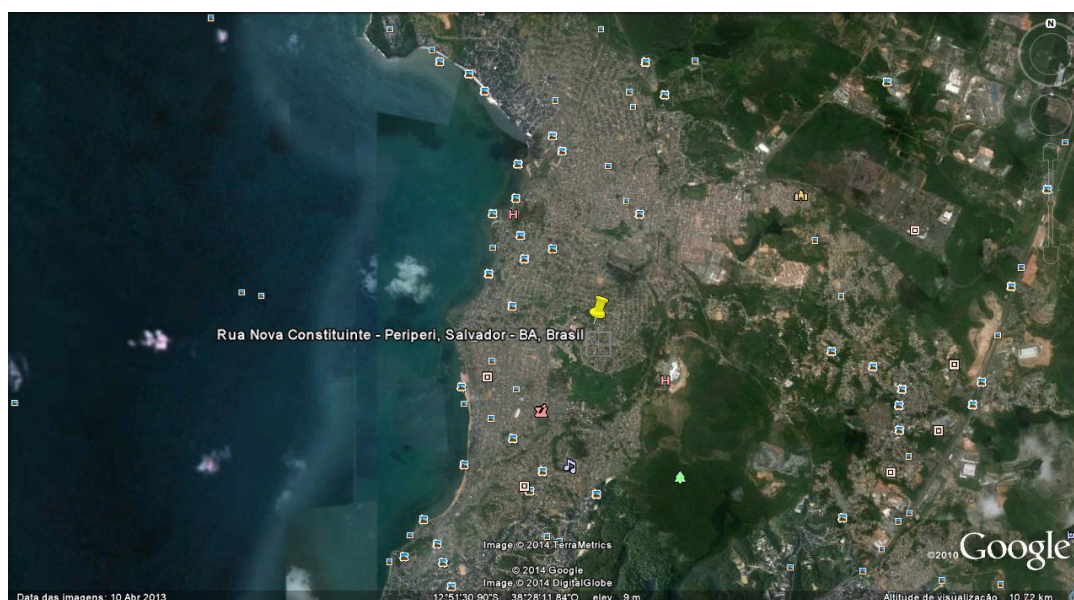 N
H
Rua Nova Constituinte - Periperi, Salvador - BA, Brasil
H
Image © 2014 TerraMetrics
© 2014 Google
Image © 2014 DigitalGlobe
©2010 Google
Data das imagens: 10 Abr 2013 12°51'30.90"S 38°28'11.84"O elev 9 m Altitude de visualização 10.72 km